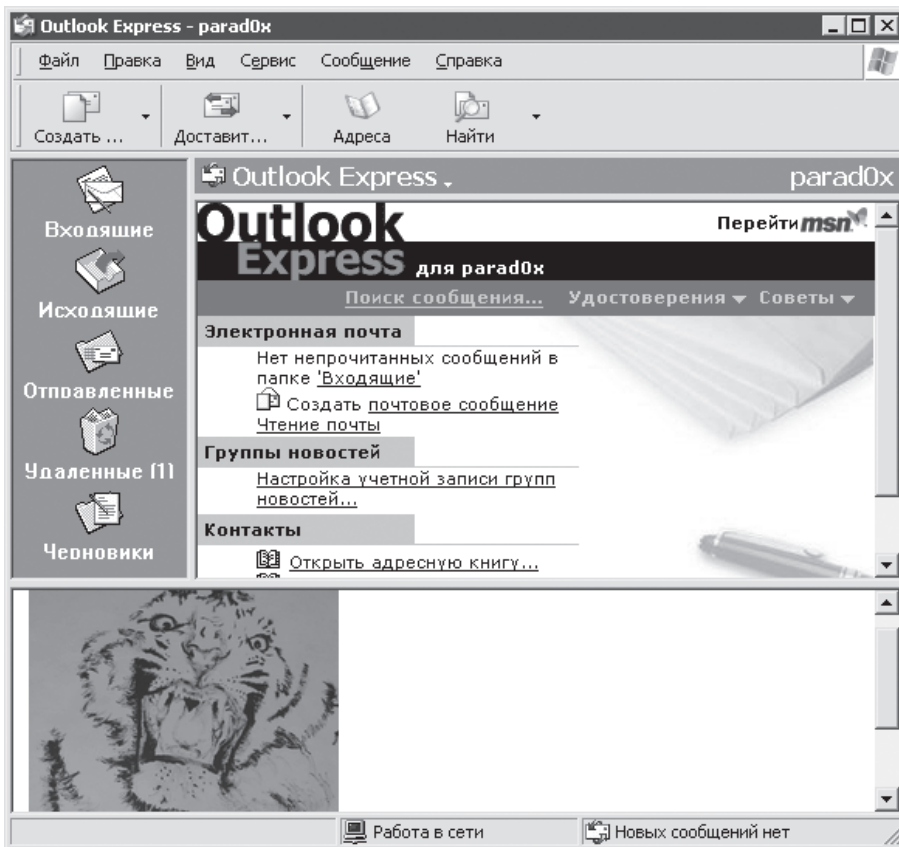 Outlook Express - parad0x
Файл Правка Вид Сервис Сообщение Справка
Создать ... Доставит... Адреса Найти
Outlook Express parad0x
Входящие
Исходящие
Отправленные
Удаленные (1)
Черновики
Outlook
Express для parad0x
Перейти msn
Поиск сообщения... Удостоверения Советы
Электронная почта
Нет непрочитанных сообщений в
папке 'Входящие'
Создать почтовое сообщение
Чтение почты
Группы новостей
Настройка учетной записи групп
новостей...
Контакты
Открыть адресную книгу...
Работа в сети Новых сообщений нет